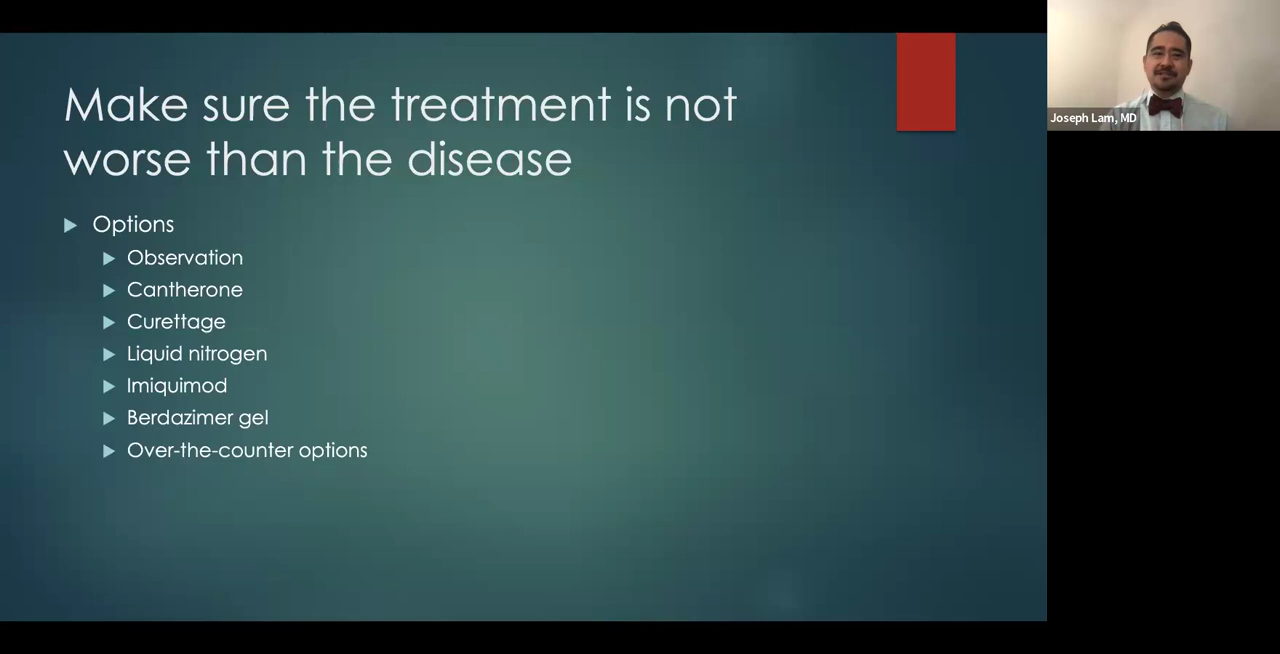 Make sure the treatment is not
worse than the disease
Options
Observation
Cantherone
Curettage
Liquid nitrogen
Imiquimod
Berdazimer gel
Over-the-counter options
Joseph Lam, MD